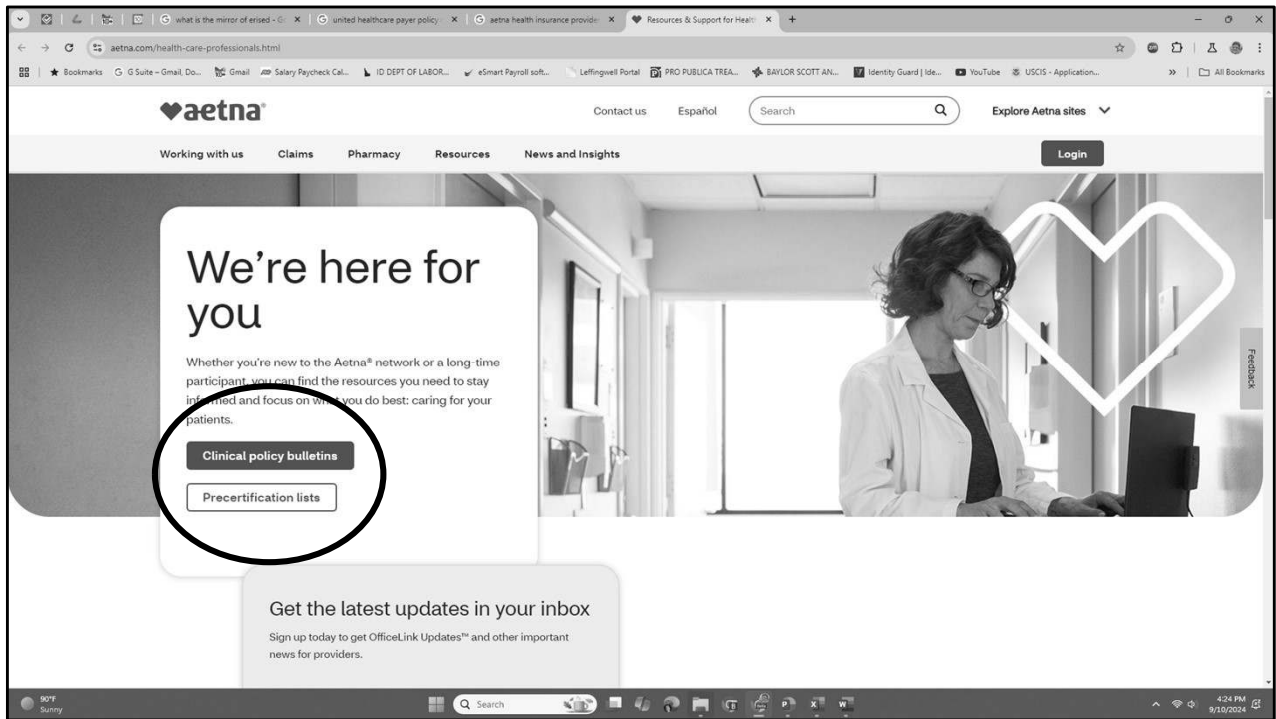 what is the mirror of erised - G
united healthcare payer policy
aetna health insurance provide
Resources & Support for Healt
aetna.com/health-care-professionals.html
Bookmarks
G Suite – Gmail, Do...
Gmail
Salary Paycheck Cal...
ID DEPT OF LABOR...
eSmart Payroll soft...
Leffingwell Portal
PRO PUBLICA TREA...
BAYLOR SCOTT AN...
Identity Guard | Ide...
YouTube
USCIS - Application...
All Bookmarks
aetna®
Contact us
Español
Search
Explore Aetna sites
Working with us
Claims
Pharmacy
Resources
News and Insights
Login
We're here for
you
Whether you're new to the Aetna® network or a long-time
participant, you can find the resources you need to stay
informed and focus on what you do best: caring for your
patients.
Clinical policy bulletins
Precertification lists
Feedback
Get the latest updates in your inbox
Sign up today to get OfficeLink Updates™ and other important
news for providers.
90°F
Sunny
Search
4:24 PM
9/10/2024